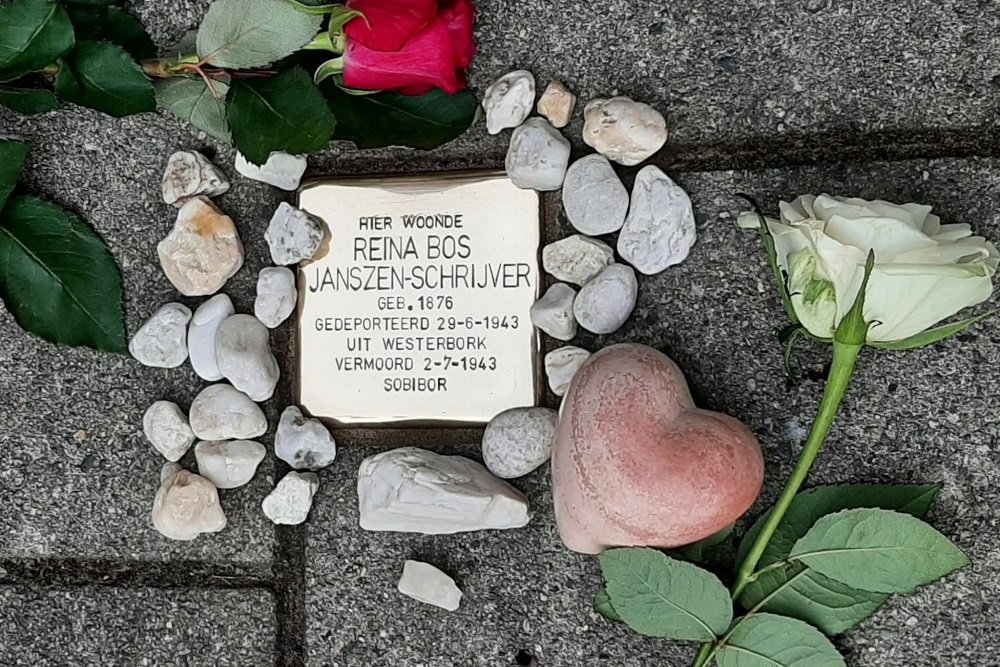 HIER WOONDE
REINA BOS
JANSZEN-SCHRIJVER
GEB. 1876
GEDEPORTEERD 29-6-1943
UIT WESTERBORK
VERMOORD 2-7-1943
SOBIBOR